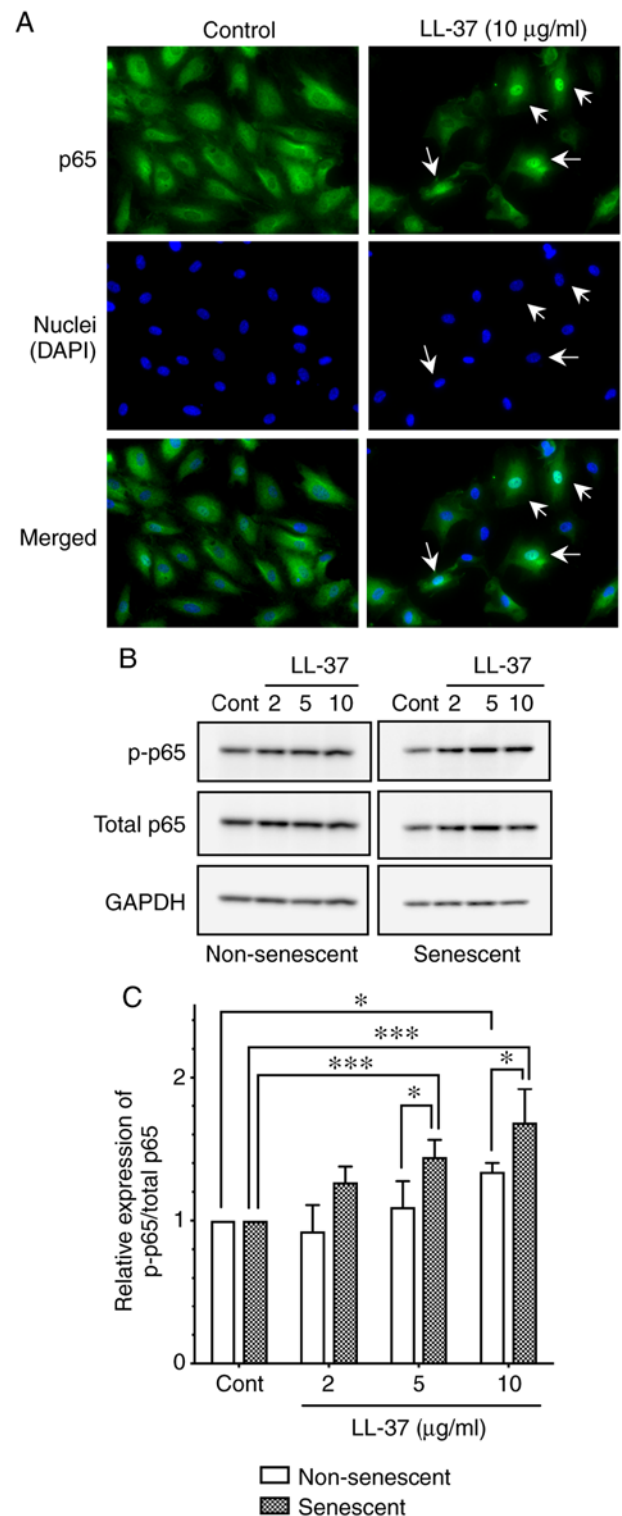 A
Control
LL-37 (10 µg/ml)
p65
Nuclei
(DAPI)
Merged
B
LL-37
LL-37
Cont 2 5 10
Cont 2 5 10
p-p65
Total p65
GAPDH
Non-senescent
Senescent
C
*
***
***
*
*
Relative expression of
p-p65/total p65
2
1
0
Cont
2
5
10
LL-37 (µg/ml)
Non-senescent
Senescent